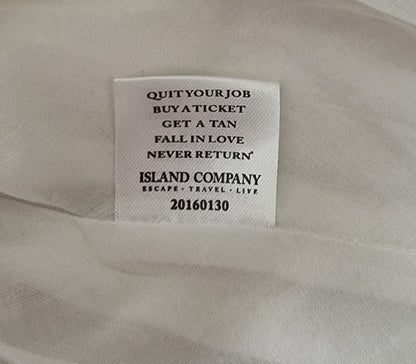 QUIT YOUR JOB
BUY A TICKET
GET A TAN
FALL IN LOVE
NEVER RETURN®
ISLAND COMPANY
ESCAPE · TRAVEL · LIVE
20160130